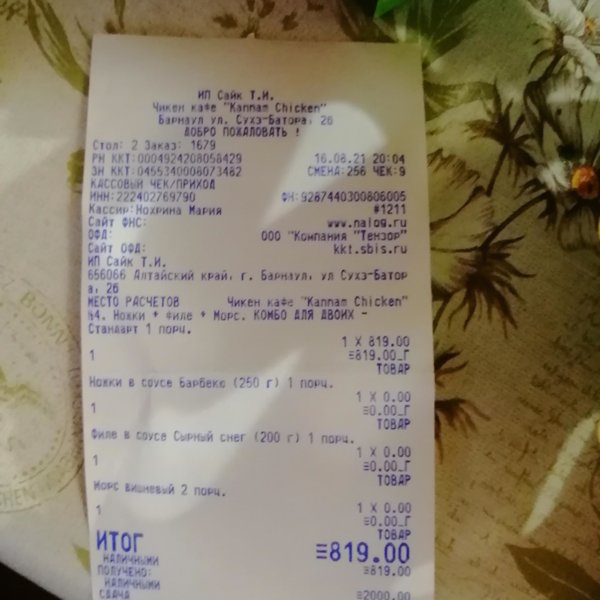 ИП Сайк Т.И.
Чикен кафе "Kannam Chicken"
Барнаул ул. Сухэ-Батора, 26
ДОБРО ПОЖАЛОВАТЬ !
Стол: 2 Заказ: 1679
РН ККТ:0004924208058429 16.08.21 20:04
ЗН ККТ:0455340008073482 СМЕНА:256 ЧЕК:9
КАССОВЫЙ ЧЕК/ПРИХОД
ИНН:222402769790 ФН:9287440300806005
Кассир:Нохрина Мария #1211
Сайт ФНС: www.nalog.ru
ОФД: ООО "Компания "Тензор"
Сайт ОФД: kkt.sbis.ru
ИП Сайк Т.И.
656066 Алтайский край, г. Барнаул, ул Сухэ-Батор
а, 26
МЕСТО РАСЧЕТОВ Чикен кафе "Kannam Chicken"
№4. Ножки + Филе + Морс. КОМБО ДЛЯ ДВОИХ -
Стандарт 1 порц.
1 X 819.00
1 ≡819.00_Г
ТОВАР
Ножки в соусе Барбекю (250 г) 1 порц.
1 X 0.00
1 ≡0.00_Г
ТОВАР
Филе в соусе Сырный снег (200 г) 1 порц.
1 X 0.00
1 ≡0.00_Г
ТОВАР
Морс вишневый 2 порц.
1 X 0.00
1 ≡0.00_Г
ТОВАР
ИТОГ ≡819.00
НАЛИЧНЫМИ ≡819.00
ПОЛУЧЕНО:
НАЛИЧНЫМИ ≡2000.00
СДАЧА